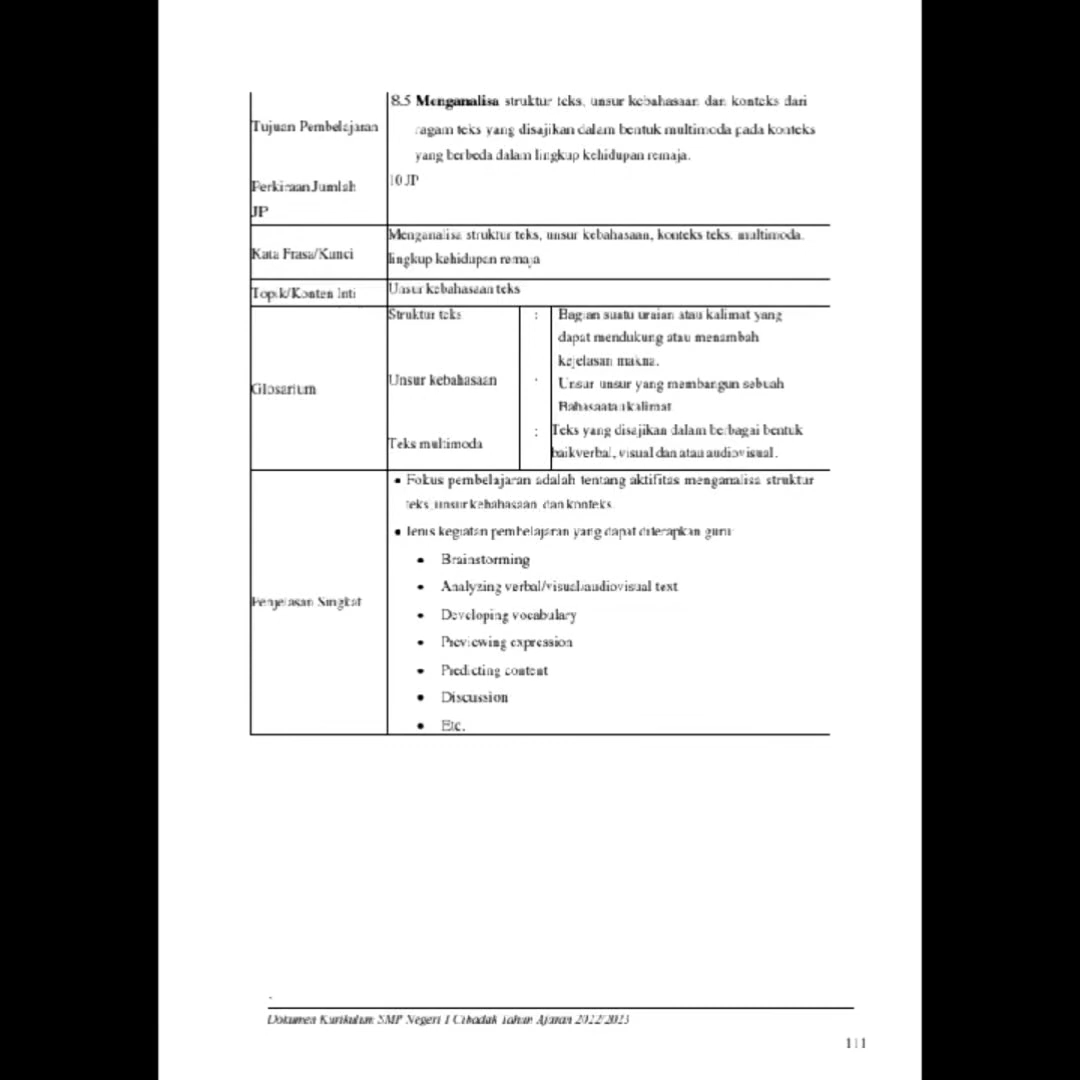 8.5 Menganalisa struktur teks, unsur kebahasaan dan konteks dari
Tujuan Pembelajaran
ragam teks yang disajikan dalam bentuk multimoda pada konteks
yang berbeda dalam lingkup kehidupan remaja.
Perkiraan Jumlah
JP
10 JP
Kata Frasa/Kunci
Menganalisa struktur teks, unsur kebahasaan, konteks teks, multimoda,
lingkup kehidupan remaja
Topik/Konten Inti
Unsur kebahasaan teks
Glosarium
Struktur teks : Bagian suatu uraian atau kalimat yang
dapat mendukung atau menambah
kejelasan makna.
Unsur kebahasaan : Unsur unsur yang membangun sebuah
Bahasaatau kalimat
Teks multimoda : Teks yang disajikan dalam berbagai bentuk
baikverbal, visual dan atau audiovisual.
Penjelasan Singkat
• Fokus pembelajaran adalah tentang aktifitas menganalisa struktur
teks, unsur kebahasaan, dan konteks
• Jenis kegiatan pembelajaran yang dapat diterapkan guru:
• Brainstorming
• Analyzing verbal/visual/audiovisual text
• Developing vocabulary
• Previewing expression
• Predicting content
• Discussion
• Etc.
Dokumen Kurikulum SMP Negeri 1 Cibadak Tahun Ajaran 2022/2023
111